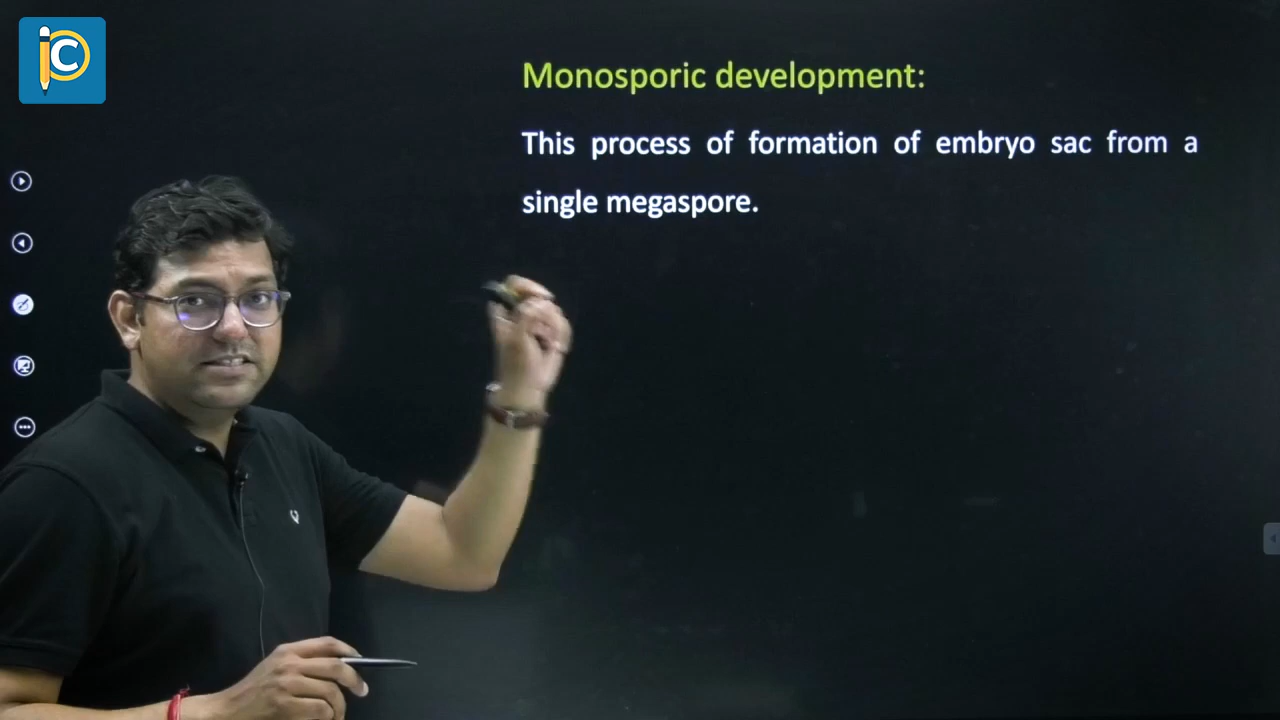 C
Monosporic development:
This process of formation of embryo sac from a
single megaspore.